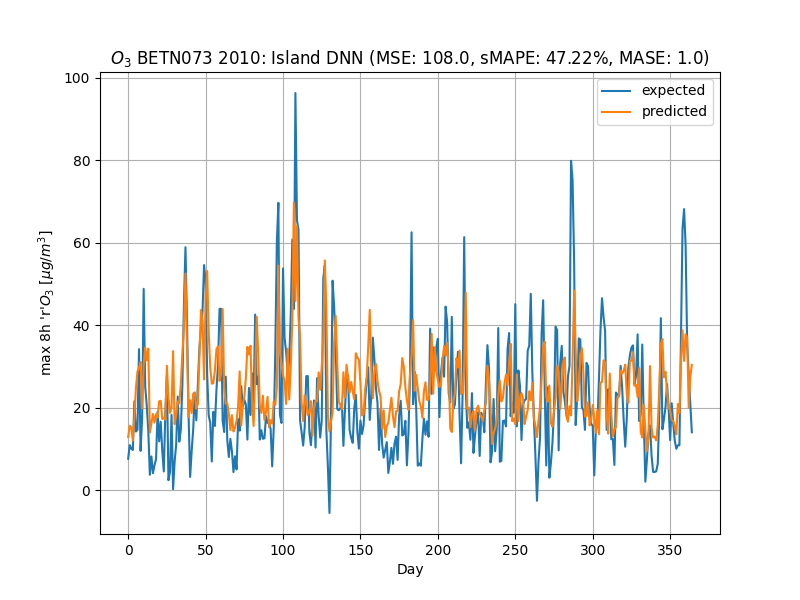 O₃ BETN073 2010: Island DNN (MSE: 108.0, sMAPE: 47.22%, MASE: 1.0)
expected
predicted
max 8h 'r'O₃ [μg/m³]
100
80
60
40
20
0
0 50 100 150 200 250 300 350
Day